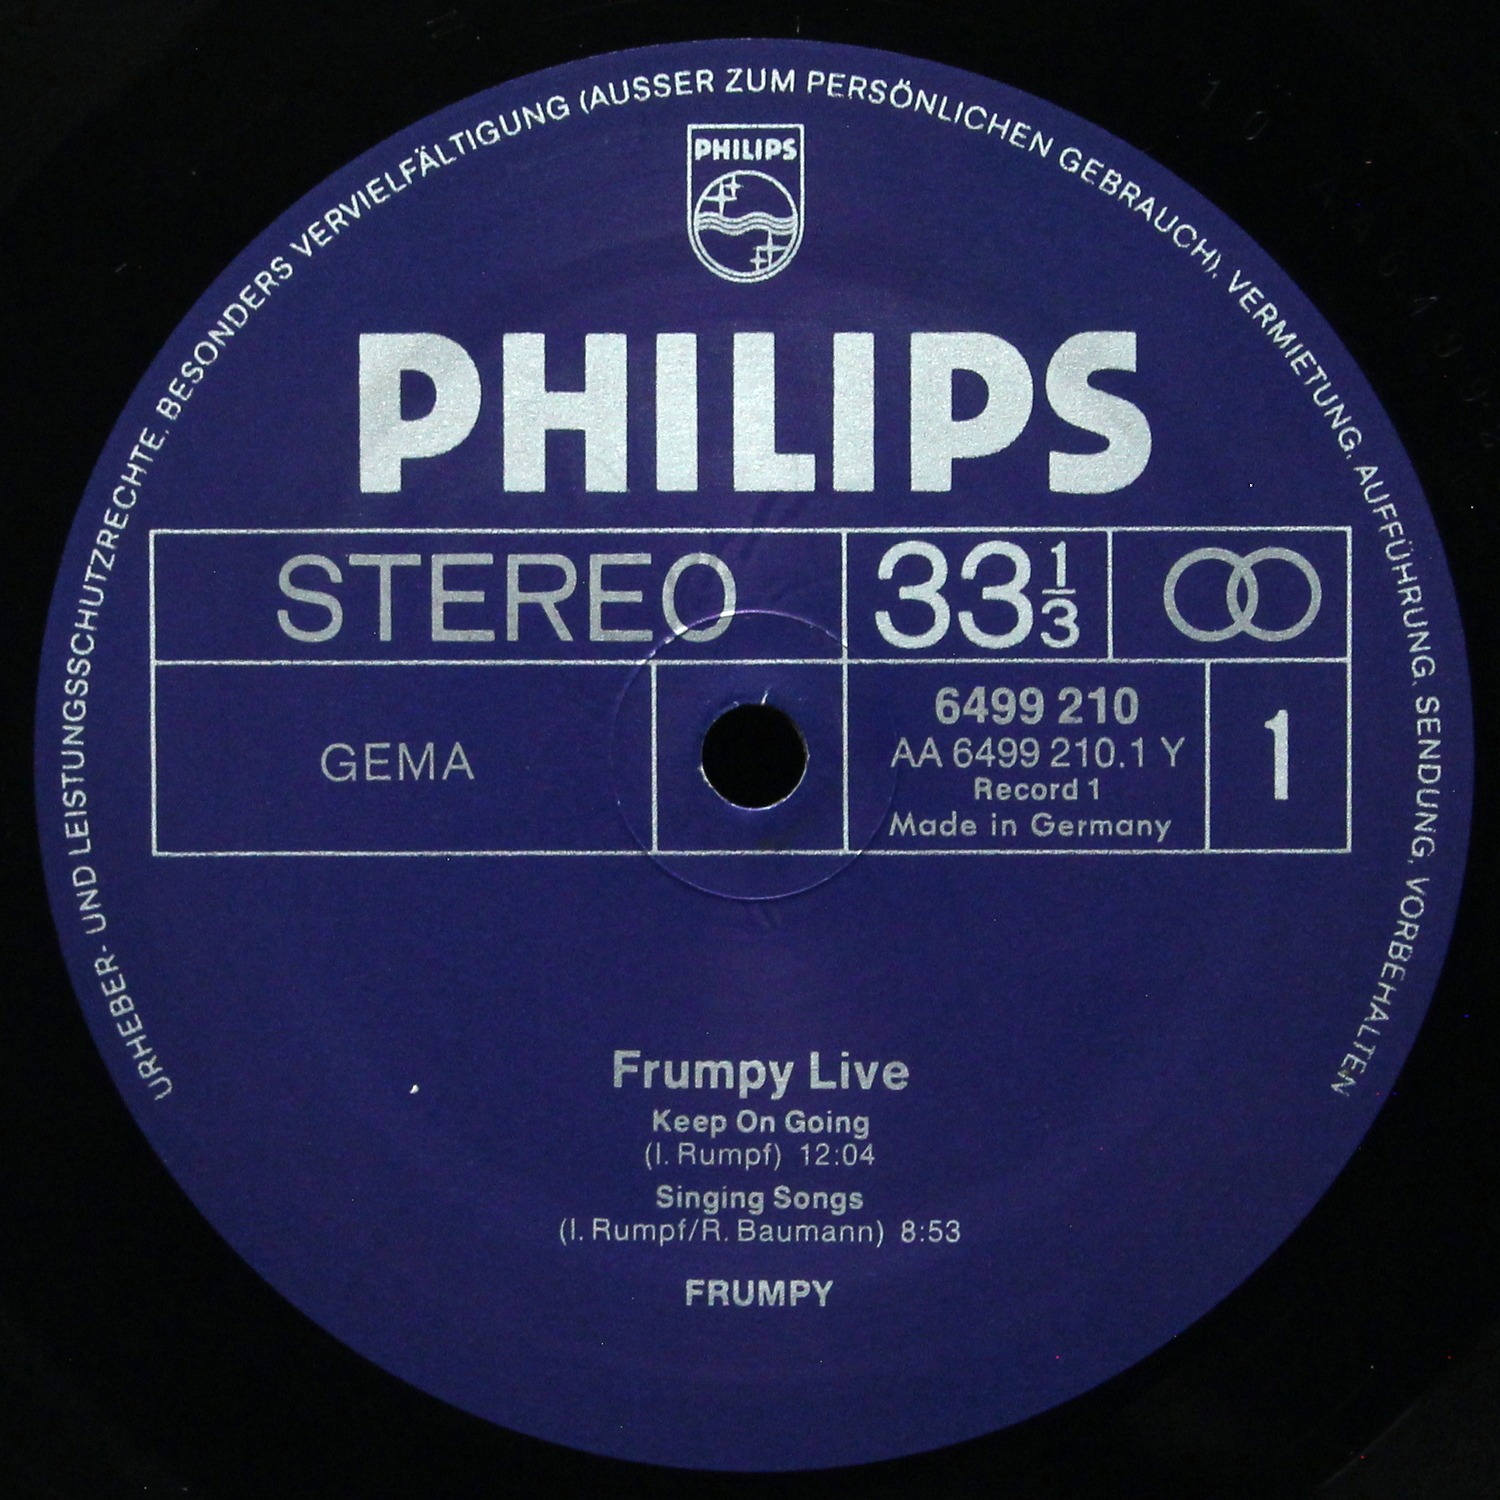 URHEBER- UND LEISTUNGSSCHUTZRECHTE, BESONDERS VERVIELFÄLTIGUNG (AUSSER ZUM PERSÖNLICHEN GEBRAUCH), VERMIETUNG, AUFFÜHRUNG, SENDUNG, VORBEHALTEN
PHILIPS
PHILIPS
STEREO
33 1/3
GEMA
6499 210
AA 6499 210.1 Y
Record 1
Made in Germany
1
Frumpy Live
Keep On Going
(I. Rumpf) 12:04
Singing Songs
(I. Rumpf/R. Baumann) 8:53
FRUMPY